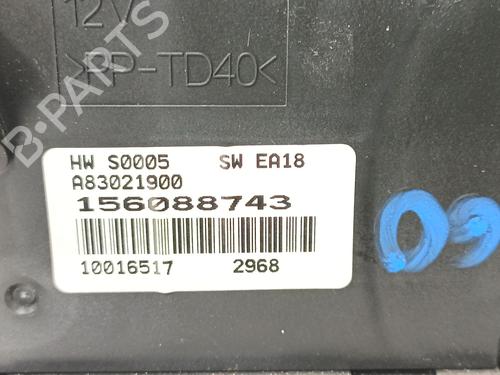 12V
>PP-TD40<
B-PARTS
HW S0005 SW EA18
A83021900
156088743
10016517 2968
09